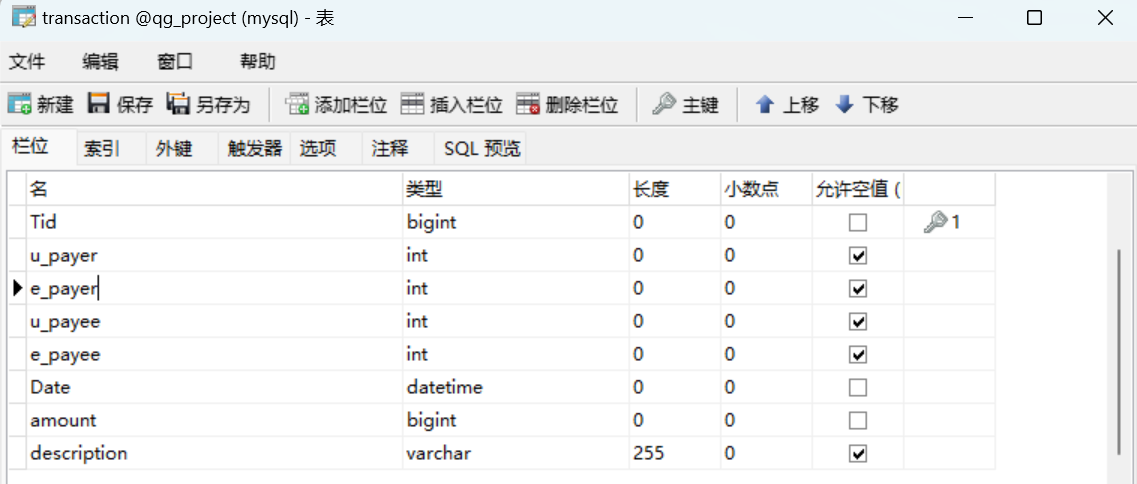 transaction @qg_project (mysql) - 表
文件 编辑 窗口 帮助
新建 保存 另存为 添加栏位 插入栏位 删除栏位 主键 上移 下移
栏位 索引 外键 触发器 选项 注释 SQL 预览
名 类型 长度 小数点 允许空值 (
Tid bigint 0 0 1
u_payer int 0 0
e_payer int 0 0
u_payee int 0 0
e_payee int 0 0
Date datetime 0 0
amount bigint 0 0
description varchar 255 0